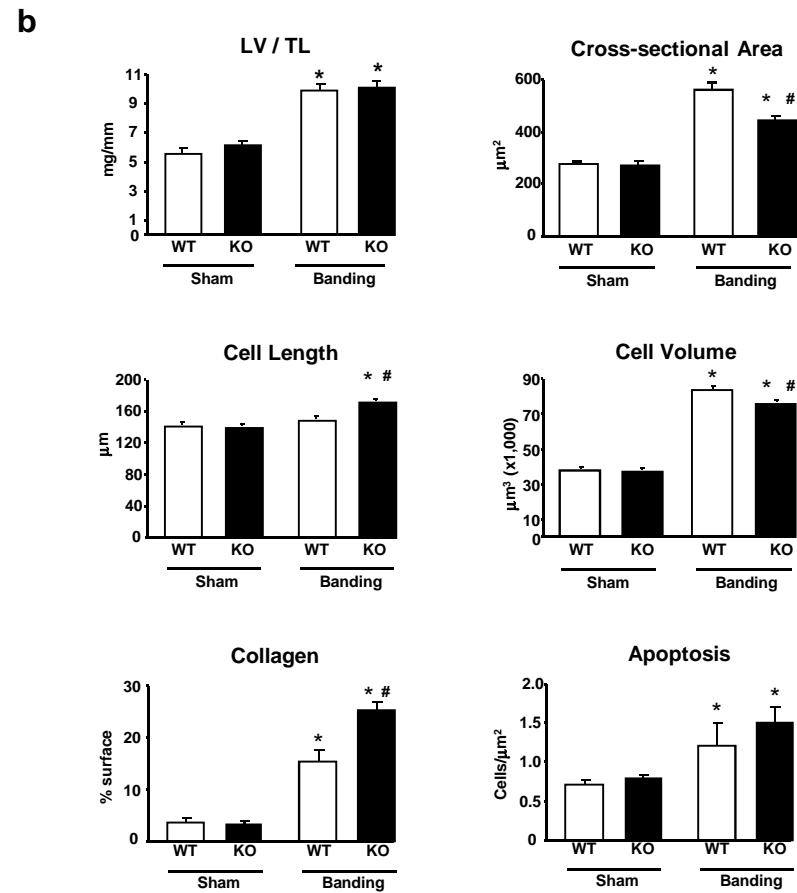 b
LV / TL
mg/mm
11
9
7
5
3
1
0
*
*
WT KO WT KO
Sham Banding
Cross-sectional Area
μm²
600
400
200
0
*
* #
WT KO WT KO
Sham Banding
Cell Length
μm
200
160
120
80
40
0
* #
WT KO WT KO
Sham Banding
Cell Volume
μm³ (x1,000)
90
70
50
30
10
0
*
* #
WT KO WT KO
Sham Banding
Collagen
% surface
30
20
10
0
*
* #
WT KO WT KO
Sham Banding
Apoptosis
Cells/μm²
2.0
1.5
1.0
0.5
0
*
*
WT KO WT KO
Sham Banding